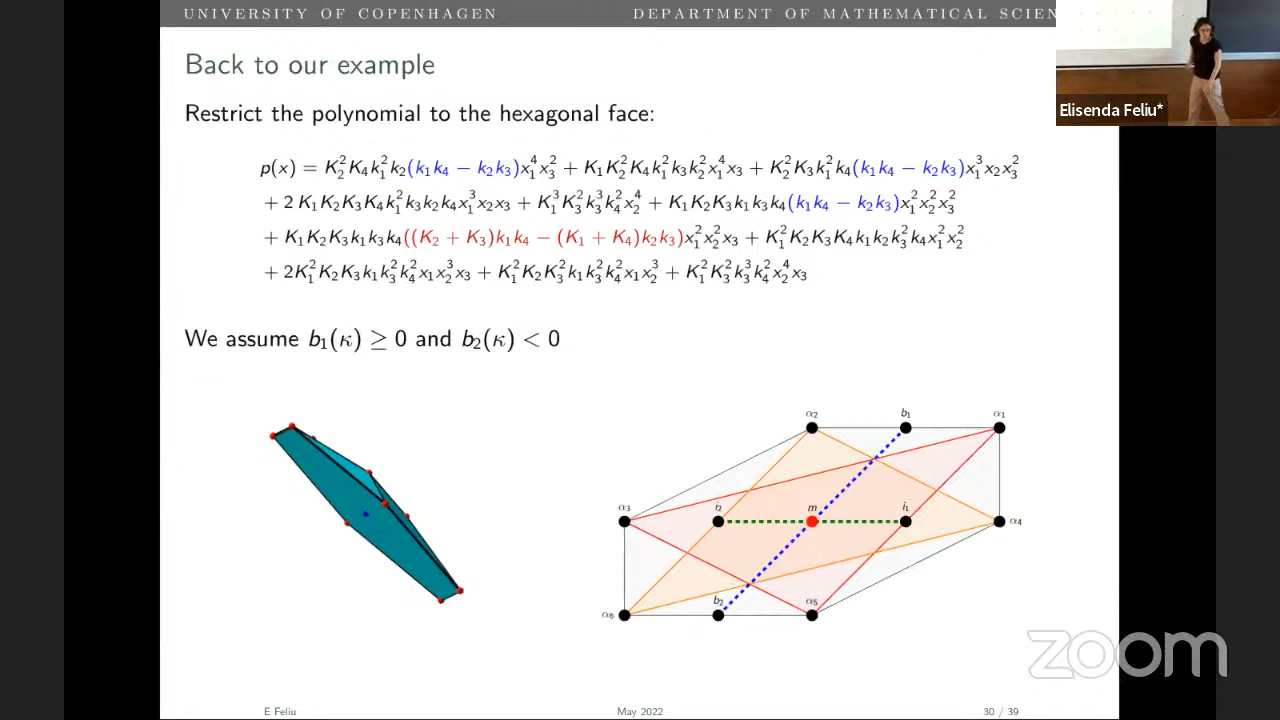 UNIVERSITY OF COPENHAGEN DEPARTMENT OF MATHEMATICAL SCIEN
Elisenda Feliu*
Back to our example
Restrict the polynomial to the hexagonal face:
p(x) = K₂²K₄k₁²k₂(k₁k₄ − k₂k₃)x₁⁴x₃² + K₁K₂²K₄k₁²k₃k₂²x₁⁴x₃ + K₂²K₃k₁²k₄(k₁k₄ − k₂k₃)x₁³x₂x₃²
+ 2 K₁K₂K₃K₄k₁²k₃k₂k₄x₁³x₂x₃ + K₁³K₃²k₃³k₄²x₂⁴ + K₁K₂K₃k₁k₃k₄(k₁k₄ − k₂k₃)x₁²x₂²x₃²
+ K₁K₂K₃k₁k₃k₄((K₂ + K₃)k₁k₄ − (K₁ + K₄)k₂k₃)x₁²x₂²x₃ + K₁²K₂K₃K₄k₁k₂k₃²k₄x₁²x₂²
+ 2K₁²K₂K₃k₁k₃²k₄²x₁x₂³x₃ + K₁²K₂K₃²k₁k₃²k₄²x₁x₂³ + K₁²K₃²k₃³k₄²x₂⁴x₃
We assume b₁(κ) ≥ 0 and b₂(κ) < 0
α₂ b₁ α₁
α₃ i₂ m i₁ α₄
α₆ b₂ α₅
zoom
E Feliu May 2022 30 / 39